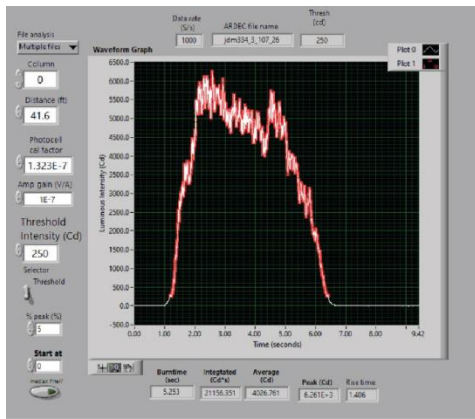 Data rate
(S/s)
1000
ARDEC file name
jdm334_3_107_26
Thresh
(cd)
250
File analysis
Multiple files
Column
0
Distance (ft)
41.6
Photocell
cal factor
1.323E-7
Amp gain (V/A)
1E-7
Threshold
Intensity (Cd)
250
Selector
Threshold
% peak (%)
5
Start at
0
median filter?
Waveform Graph
Plot 0
Plot 1
Luminous Intensity (Cd)
6500.0
6000.0
5500.0
5000.0
4500.0
4000.0
3500.0
3000.0
2500.0
2000.0
1500.0
1000.0
500.0
0.0
-500.0
0.00
1.00
2.00
3.00
4.00
5.00
6.00
7.00
8.00
9.42
Time (seconds)
Burntime
(sec)
5.253
Integtated
(Cd*s)
21156.351
Average
(Cd)
4026.761
Peak (Cd)
6.261E+3
Rise time
1.406